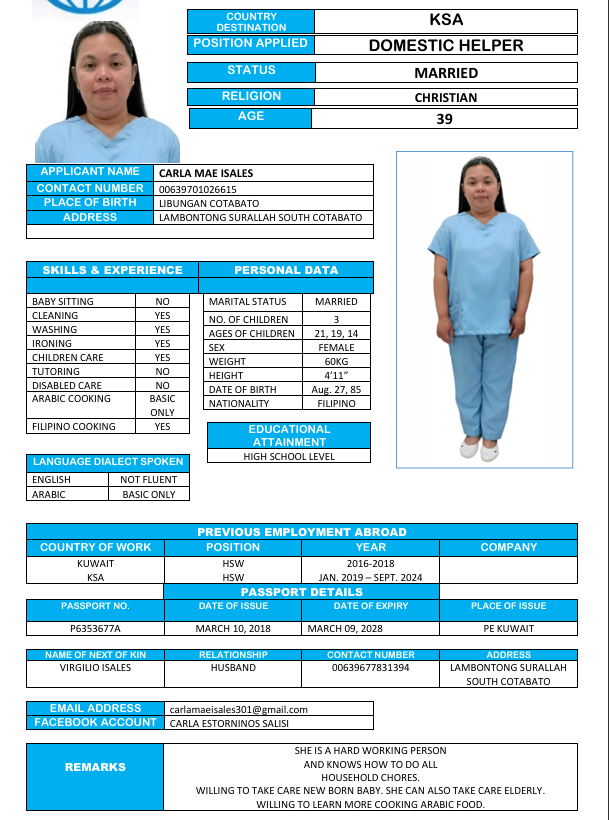 COUNTRY DESTINATION KSA
POSITION APPLIED DOMESTIC HELPER
STATUS MARRIED
RELIGION CHRISTIAN
AGE 39
APPLICANT NAME CARLA MAE ISALES
CONTACT NUMBER 00639701026615
PLACE OF BIRTH LIBUNGAN COTABATO
ADDRESS LAMBONTONG SURALLAH SOUTH COTABATO
SKILLS & EXPERIENCE
BABY SITTING NO
CLEANING YES
WASHING YES
IRONING YES
CHILDREN CARE YES
TUTORING NO
DISABLED CARE NO
ARABIC COOKING BASIC
ONLY
FILIPINO COOKING YES
PERSONAL DATA
MARITAL STATUS MARRIED
NO. OF CHILDREN 3
AGES OF CHILDREN 21, 19, 14
SEX FEMALE
WEIGHT 60KG
HEIGHT 4’11”
DATE OF BIRTH Aug. 27, 85
NATIONALITY FILIPINO
EDUCATIONAL
ATTAINMENT
HIGH SCHOOL LEVEL
LANGUAGE DIALECT SPOKEN
ENGLISH NOT FLUENT
ARABIC BASIC ONLY
PREVIOUS EMPLOYMENT ABROAD
COUNTRY OF WORK POSITION YEAR COMPANY
KUWAIT HSW 2016-2018
KSA HSW JAN. 2019 – SEPT. 2024
PASSPORT DETAILS
PASSPORT NO. DATE OF ISSUE DATE OF EXPIRY PLACE OF ISSUE
P6353677A MARCH 10, 2018 MARCH 09, 2028 PE KUWAIT
NAME OF NEXT OF KIN RELATIONSHIP CONTACT NUMBER ADDRESS
VIRGILIO ISALES HUSBAND 00639677831394 LAMBONTONG SURALLAH
SOUTH COTABATO
EMAIL ADDRESS carlamaeisales301@gmail.com
FACEBOOK ACCOUNT CARLA ESTORNINOS SALISI
REMARKS
SHE IS A HARD WORKING PERSON
AND KNOWS HOW TO DO ALL
HOUSEHOLD CHORES.
WILLING TO TAKE CARE NEW BORN BABY. SHE CAN ALSO TAKE CARE ELDERLY.
WILLING TO LEARN MORE COOKING ARABIC FOOD.